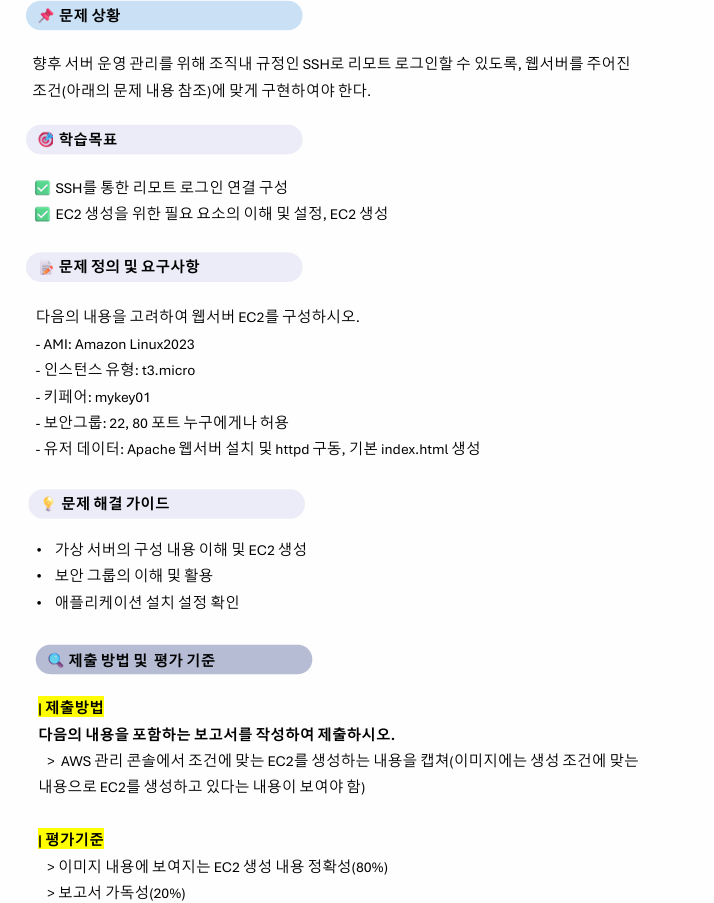 문제 상황
향후 서버 운영 관리를 위해 조직내 규정인 SSH로 리모트 로그인할 수 있도록, 웹서버를 주어진
조건(아래의 문제 내용 참조)에 맞게 구현하여야 한다.
학습목표
SSH를 통한 리모트 로그인 연결 구성
EC2 생성을 위한 필요 요소의 이해 및 설정, EC2 생성
문제 정의 및 요구사항
다음의 내용을 고려하여 웹서버 EC2를 구성하시오.
- AMI: Amazon Linux2023
- 인스턴스 유형: t3.micro
- 키페어: mykey01
- 보안그룹: 22, 80 포트 누구에게나 허용
- 유저 데이터: Apache 웹서버 설치 및 httpd 구동, 기본 index.html 생성
문제 해결 가이드
• 가상 서버의 구성 내용 이해 및 EC2 생성
• 보안 그룹의 이해 및 활용
• 애플리케이션 설치 설정 확인
제출 방법 및 평가 기준
| 제출방법
다음의 내용을 포함하는 보고서를 작성하여 제출하시오.
> AWS 관리 콘솔에서 조건에 맞는 EC2를 생성하는 내용을 캡쳐(이미지에는 생성 조건에 맞는
내용으로 EC2를 생성하고 있다는 내용이 보여야 함)
| 평가기준
> 이미지 내용에 보여지는 EC2 생성 내용 정확성(80%)
> 보고서 가독성(20%)